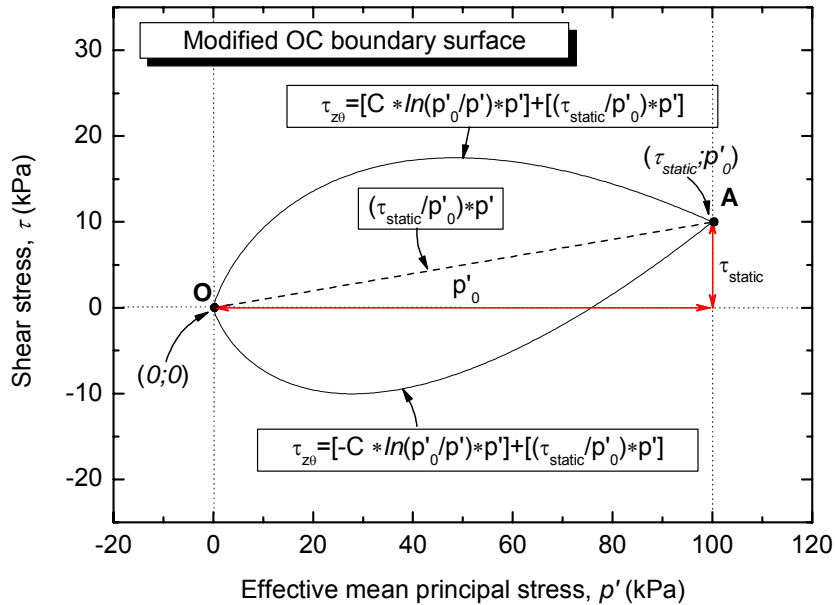 Modified OC boundary surface
τzθ=[C *ln(p'0/p')*p']+[(τstatic/p'0)*p']
(τstatic;p'0)
A
(τstatic/p'0)*p'
τstatic
p'0
O
(0;0)
τzθ=[-C *ln(p'0/p')*p']+[(τstatic/p'0)*p']
30
20
10
0
-10
-20
Shear stress, τ (kPa)
-20 0 20 40 60 80 100 120
Effective mean principal stress, p' (kPa)